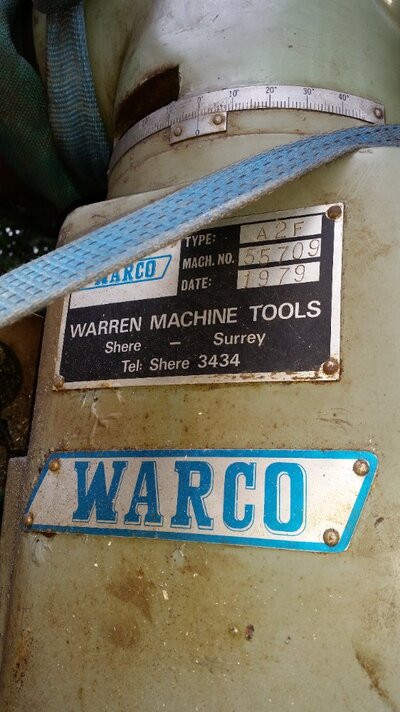 0° 10° 20° 30° 40°
0
TYPE: A2F
WARCO MACH. NO. 55709
DATE: 1979
WARREN MACHINE TOOLS
Shere — Surrey
Tel: Shere 3434
WARCO